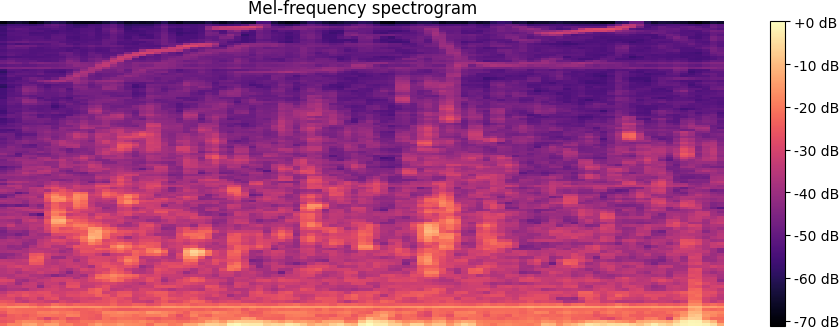 Mel-frequency spectrogram
+0 dB
-10 dB
-20 dB
-30 dB
-40 dB
-50 dB
-60 dB
-70 dB